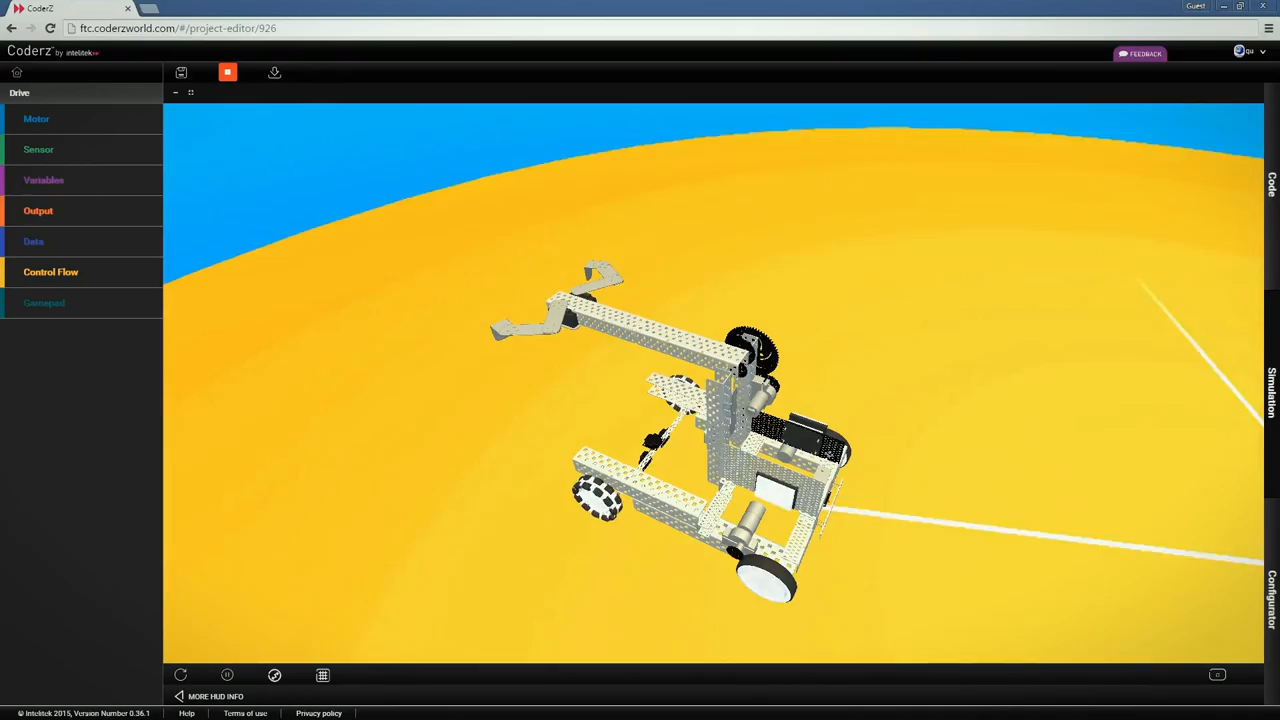 CoderZ
Guest
ftc.coderzworld.com/#/project-editor/926
Coderz™ by intelitek
FEEDBACK
qu
Drive
Motor
Sensor
Variables
Output
Data
Control Flow
Gamepad
Code
Simulation
Configurator
MORE HUD INFO
© Intelitek 2015, Version Number 0.36.1
Help
Terms of use
Privacy policy